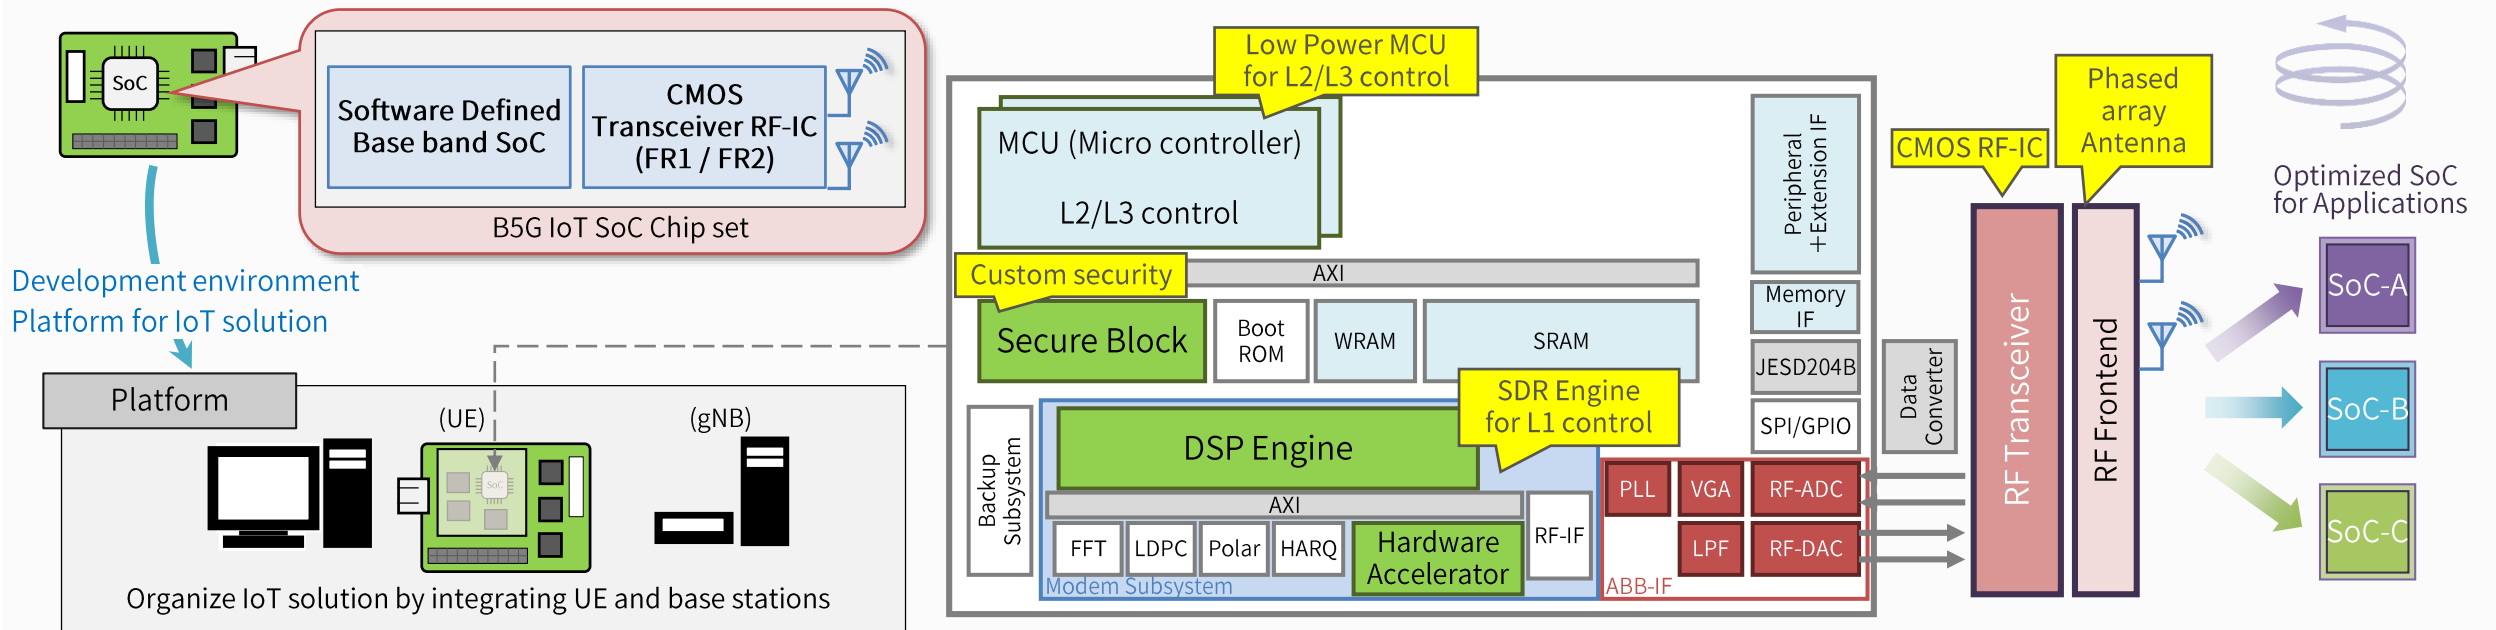 SoC
Software Defined
Base band SoC
CMOS
Transceiver RF-IC
(FR1 / FR2)
B5G IoT SoC Chip set
Development environment
Platform for IoT solution
Platform
(UE)
(gNB)
SoC
Organize IoT solution by integrating UE and base stations
Low Power MCU
for L2/L3 control
MCU (Micro controller)
L2/L3 control
Custom security
AXI
Secure Block
Boot
ROM
WRAM
SRAM
Peripheral
+Extension IF
Memory
IF
JESD204B
SPI/GPIO
SDR Engine
for L1 control
Backup
Subsystem
DSP Engine
AXI
FFT
LDPC
Polar
HARQ
Hardware
Accelerator
RF-IF
Modem Subsystem
PLL
VGA
RF-ADC
LPF
RF-DAC
ABB-IF
Data
Converter
CMOS RF-IC
Phased
array
Antenna
RF Transceiver
RF Frontend
Optimized SoC
for Applications
SoC-A
SoC-B
SoC-C